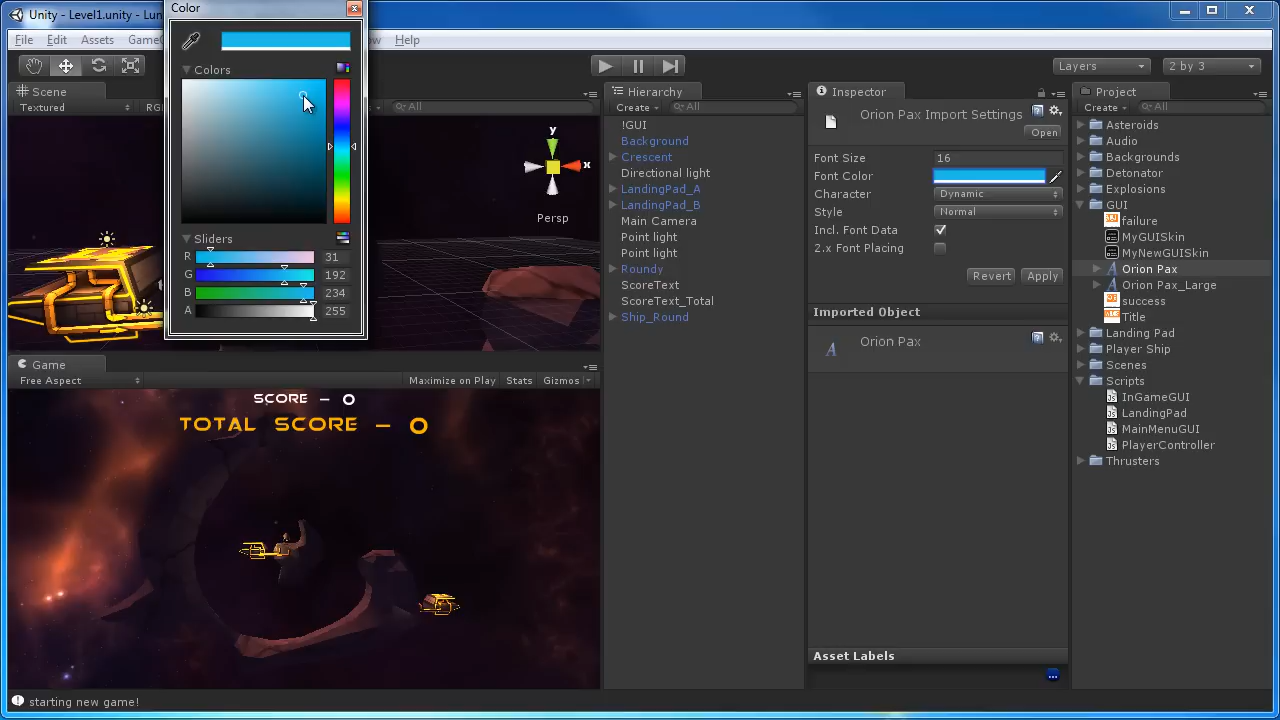 Unity - Level1.unity - Lun
Color
File Edit Assets GameO ow Help
Colors
Layers
2 by 3
Scene
Textured RG
All
y
x
Persp
Sliders
R 31
G 192
B 234
A 255
Game
Free Aspect Maximize on Play Stats Gizmos
SCORE - 0
TOTAL SCORE - 0
Hierarchy
Create All
!GUI
Background
Crescent
Directional light
LandingPad_A
LandingPad_B
Main Camera
Point light
Point light
Roundy
ScoreText
ScoreText_Total
Ship_Round
Inspector
Orion Pax Import Settings
Open
Font Size 16
Font Color
Character Dynamic
Style Normal
Incl. Font Data
2.x Font Placing
Revert Apply
Imported Object
Orion Pax
Asset Labels
Project
Create All
Asteroids
Audio
Backgrounds
Detonator
Explosions
GUI
failure
MyGUISkin
MyNewGUISkin
Orion Pax
Orion Pax_Large
success
Title
Landing Pad
Player Ship
Scenes
Scripts
InGameGUI
LandingPad
MainMenuGUI
PlayerController
Thrusters
starting new game!